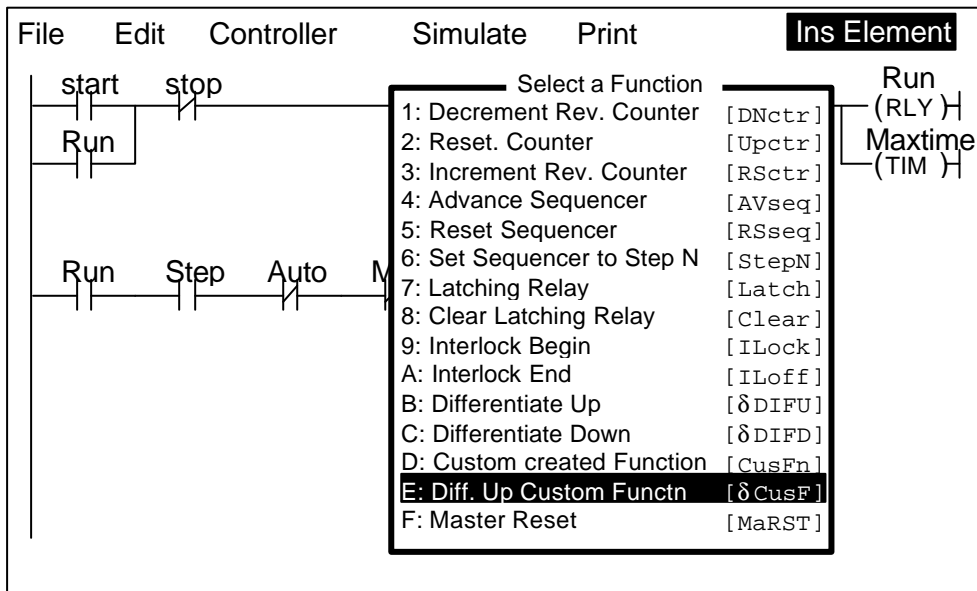 File Edit Controller Simulate Print Ins Element
start stop
Run
Run Step Auto M
Select a Function
1: Decrement Rev. Counter [DNctr]
2: Reset. Counter [Upctr]
3: Increment Rev. Counter [RSctr]
4: Advance Sequencer [AVseq]
5: Reset Sequencer [RSseq]
6: Set Sequencer to Step N [StepN]
7: Latching Relay [Latch]
8: Clear Latching Relay [Clear]
9: Interlock Begin [ILock]
A: Interlock End [ILoff]
B: Differentiate Up [δDIFU]
C: Differentiate Down [δDIFD]
D: Custom created Function [CusFn]
E: Diff. Up Custom Functn [δCusF]
F: Master Reset [MaRST]
Run
(RLY)
Maxtime
(TIM )